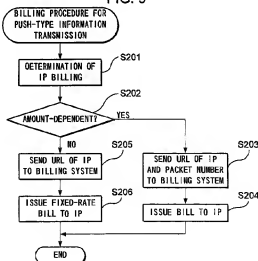 FIG. 9
BILLING PROCEDURE FOR
PUSH-TYPE INFORMATION
TRANSMISSION
S201
DETERMINATION OF
IP BILLING
S202
AMOUNT-DEPENDENT?
YES
NO
S205
SEND URL OF IP
TO BILLING SYSTEM
S203
SEND URL OF IP
AND PACKET NUMBER
TO BILLING SYSTEM
S206
ISSUE FIXED-RATE
BILL TO IP
S204
ISSUE BILL TO IP
END